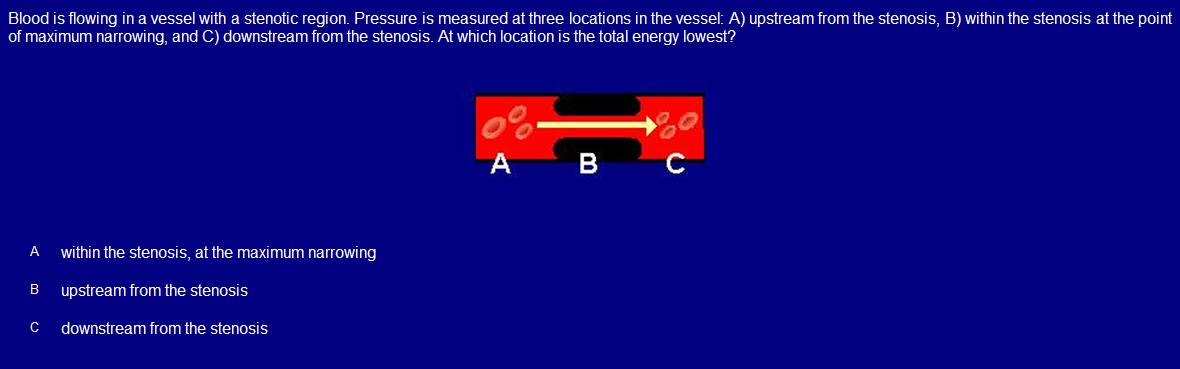 Blood is flowing in a vessel with a stenotic region. Pressure is measured at three locations in the vessel: A) upstream from the stenosis, B) within the stenosis at the point
of maximum narrowing, and C) downstream from the stenosis. At which location is the total energy lowest?
A B C
A within the stenosis, at the maximum narrowing
B upstream from the stenosis
C downstream from the stenosis